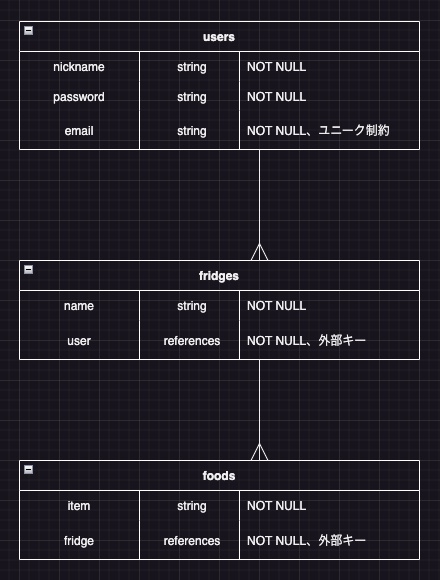 users
nickname string NOT NULL
password string NOT NULL
email string NOT NULL、ユニーク制約
fridges
name string NOT NULL
user references NOT NULL、外部キー
foods
item string NOT NULL
fridge references NOT NULL、外部キー